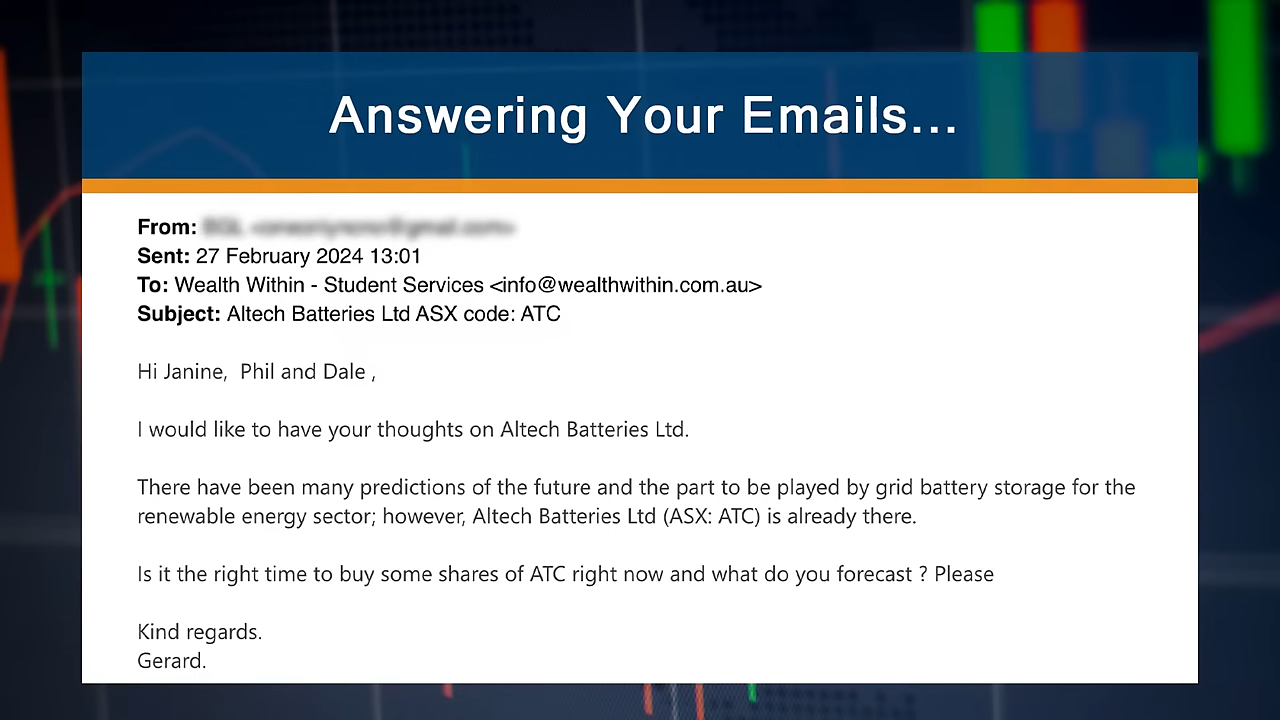 Answering Your Emails...
From:
Sent: 27 February 2024 13:01
To: Wealth Within - Student Services <info@wealthwithin.com.au>
Subject: Altech Batteries Ltd ASX code: ATC
Hi Janine,  Phil and Dale ,
I would like to have your thoughts on Altech Batteries Ltd.
There have been many predictions of the future and the part to be played by grid battery storage for the
renewable energy sector; however, Altech Batteries Ltd (ASX: ATC) is already there.
Is it the right time to buy some shares of ATC right now and what do you forecast ? Please
Kind regards.
Gerard.